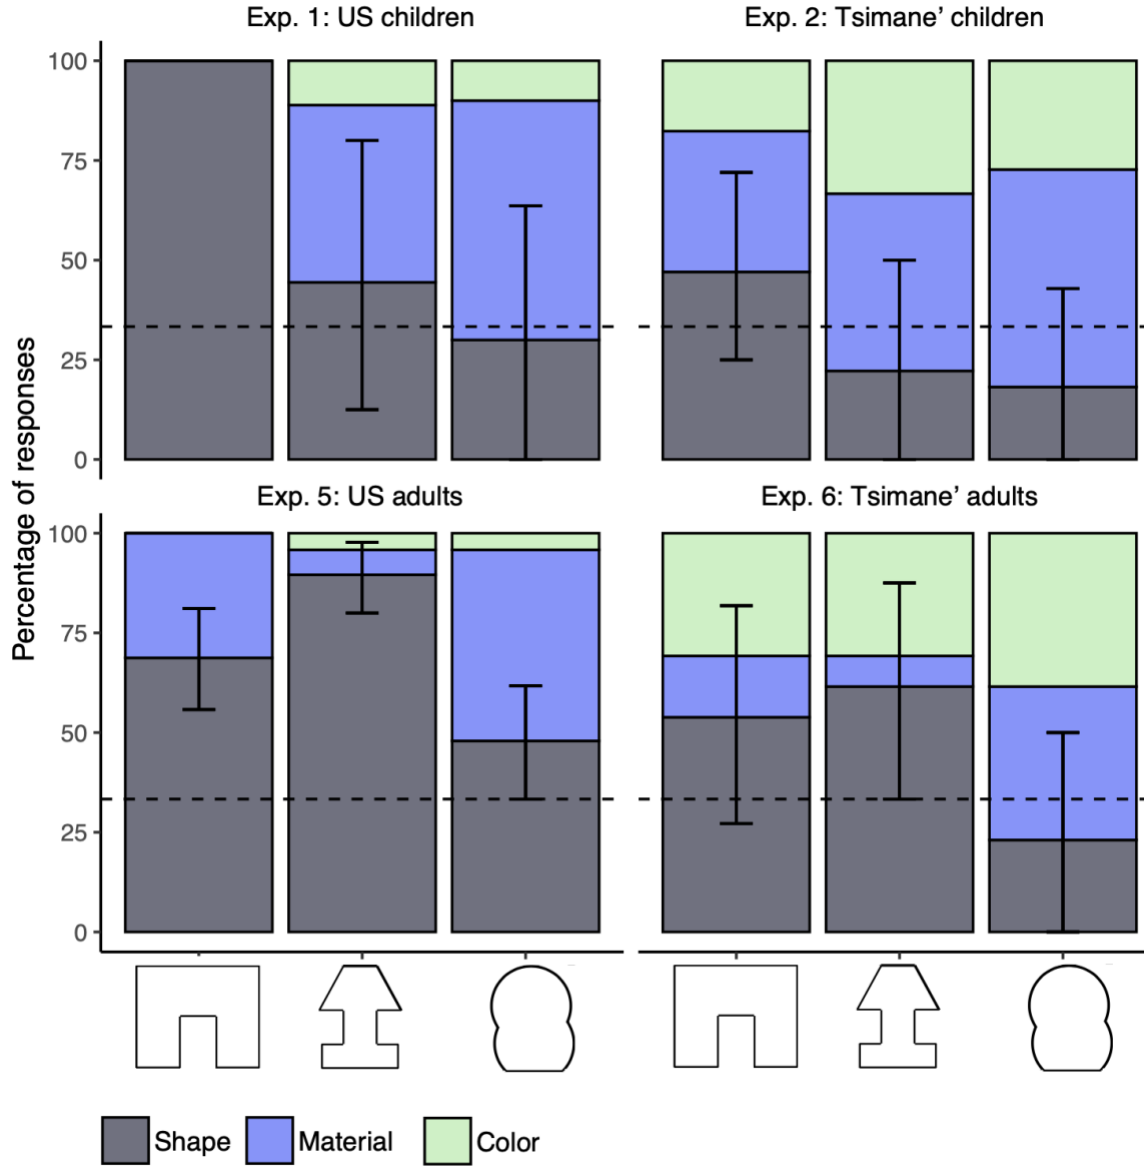 Exp. 1: US children
Exp. 2: Tsimane’ children
100
75
50
25
0
Percentage of responses
Exp. 5: US adults
Exp. 6: Tsimane’ adults
100
75
50
25
0
Shape
Material
Color